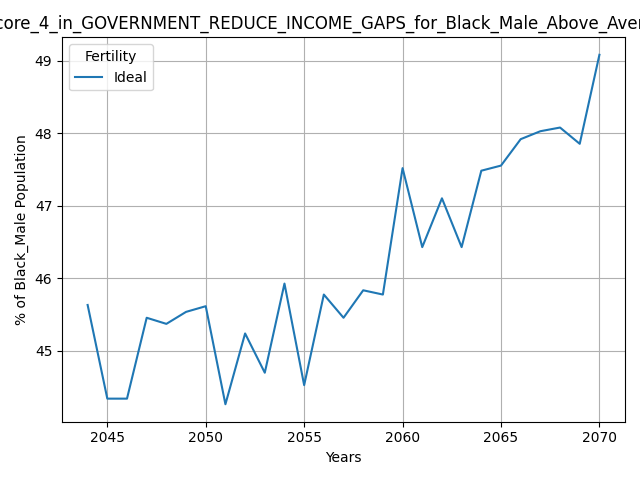 core_4_in_GOVERNMENT_REDUCE_INCOME_GAPS_for_Black_Male_Above_Aver
Fertility
Ideal
49
48
47
46
45
% of Black_Male Population
2045 2050 2055 2060 2065 2070
Years